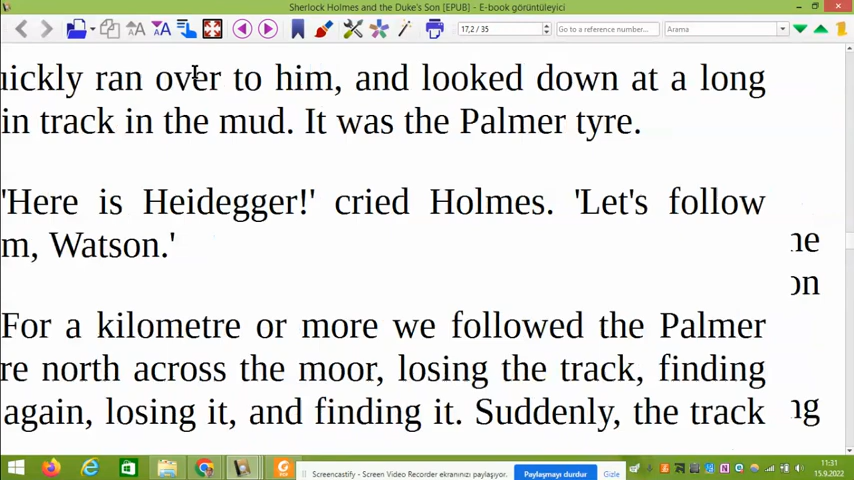 Sherlock Holmes and the Duke's Son [EPUB] - E-book görüntüleyici
17,2 / 35
Go to a reference number...
Arama
uickly ran over to him, and looked down at a long
in track in the mud. It was the Palmer tyre.
'Here is Heidegger!' cried Holmes. 'Let's follow
m, Watson.'
ne
on
For a kilometre or more we followed the Palmer
re north across the moor, losing the track, finding
again, losing it, and finding it. Suddenly, the track
ng
Screencastify - Screen Video Recorder ekranınızı paylaşıyor.
Paylaşmayı durdur
Gizle
11:31
15.9.2022